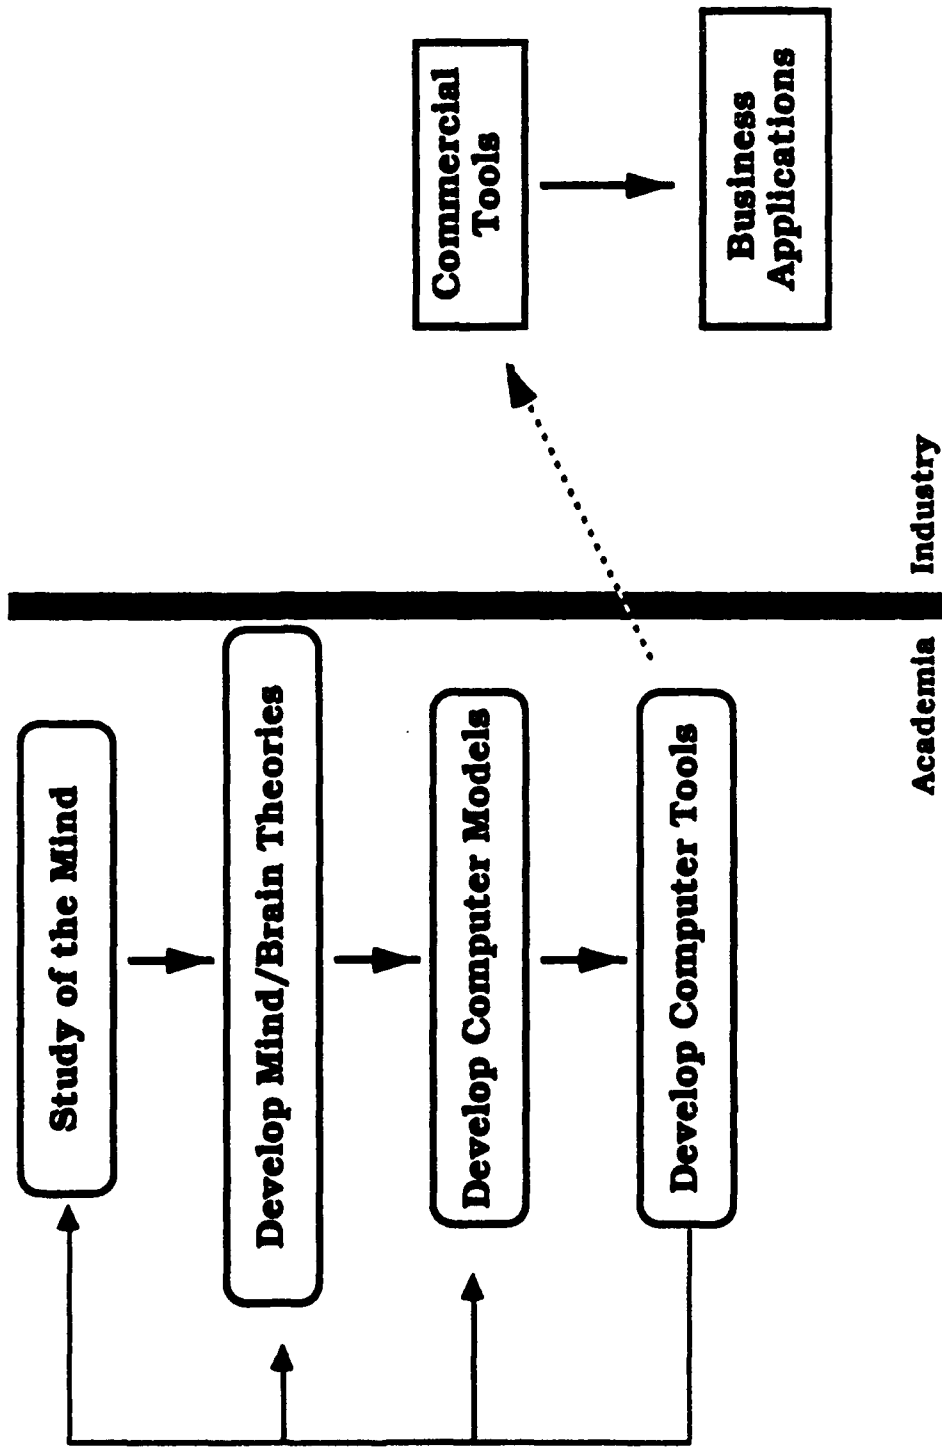 Study of the Mind
Develop Mind/Brain Theories
Develop Computer Models
Develop Computer Tools
Academia
Commercial
Tools
Business
Applications
Industry